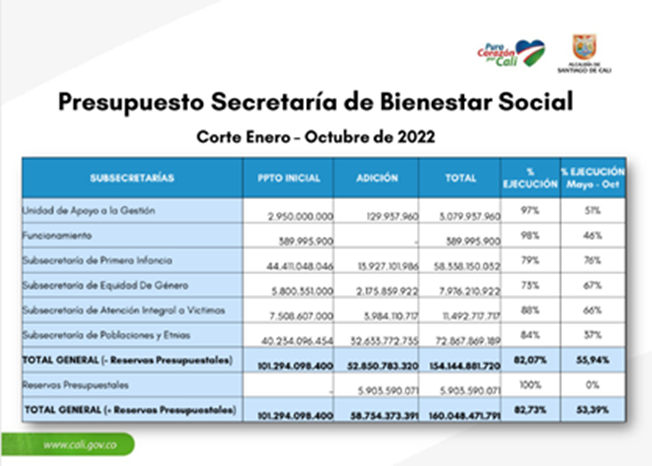 Puro
Corazón
por Cali
ALCALDÍA DE
SANTIAGO DE CALI
Presupuesto Secretaría de Bienestar Social
Corte Enero - Octubre de 2022
SUBSECRETARÍAS PPTO INICIAL ADICIÓN TOTAL % EJECUCIÓN % EJECUCIÓN Mayo - Oct
Unidad de Apoyo a la Gestión 2.950.000.000 129.937.960 3.079.937.960 97% 51%
Funcionamiento 389.995.900 - 389.995.900 98% 46%
Subsecretaría de Primera Infancia 44.411.048.046 13.927.101.986 58.338.150.032 79% 76%
Subsecretaría de Equidad De Género 5.800.351.000 2.175.859.922 7.976.210.922 73% 67%
Subsecretaría de Atención Integral a Victimas 7.508.607.000 3.984.110.717 11.492.717.717 88% 66%
Subsecretaría de Poblaciones y Etnias 40.234.096.454 32.633.772.735 72.867.869.189 84% 37%
TOTAL GENERAL (- Reservas Presupuestales) 101.294.098.400 52.850.783.320 154.144.881.720 82,07% 55,94%
Reservas Presupuestales - 5.903.590.071 5.903.590.071 100% 0%
TOTAL GENERAL (+ Reservas Presupuestales) 101.294.098.400 58.754.373.391 160.048.471.791 82,73% 53,39%
www.cali.gov.co